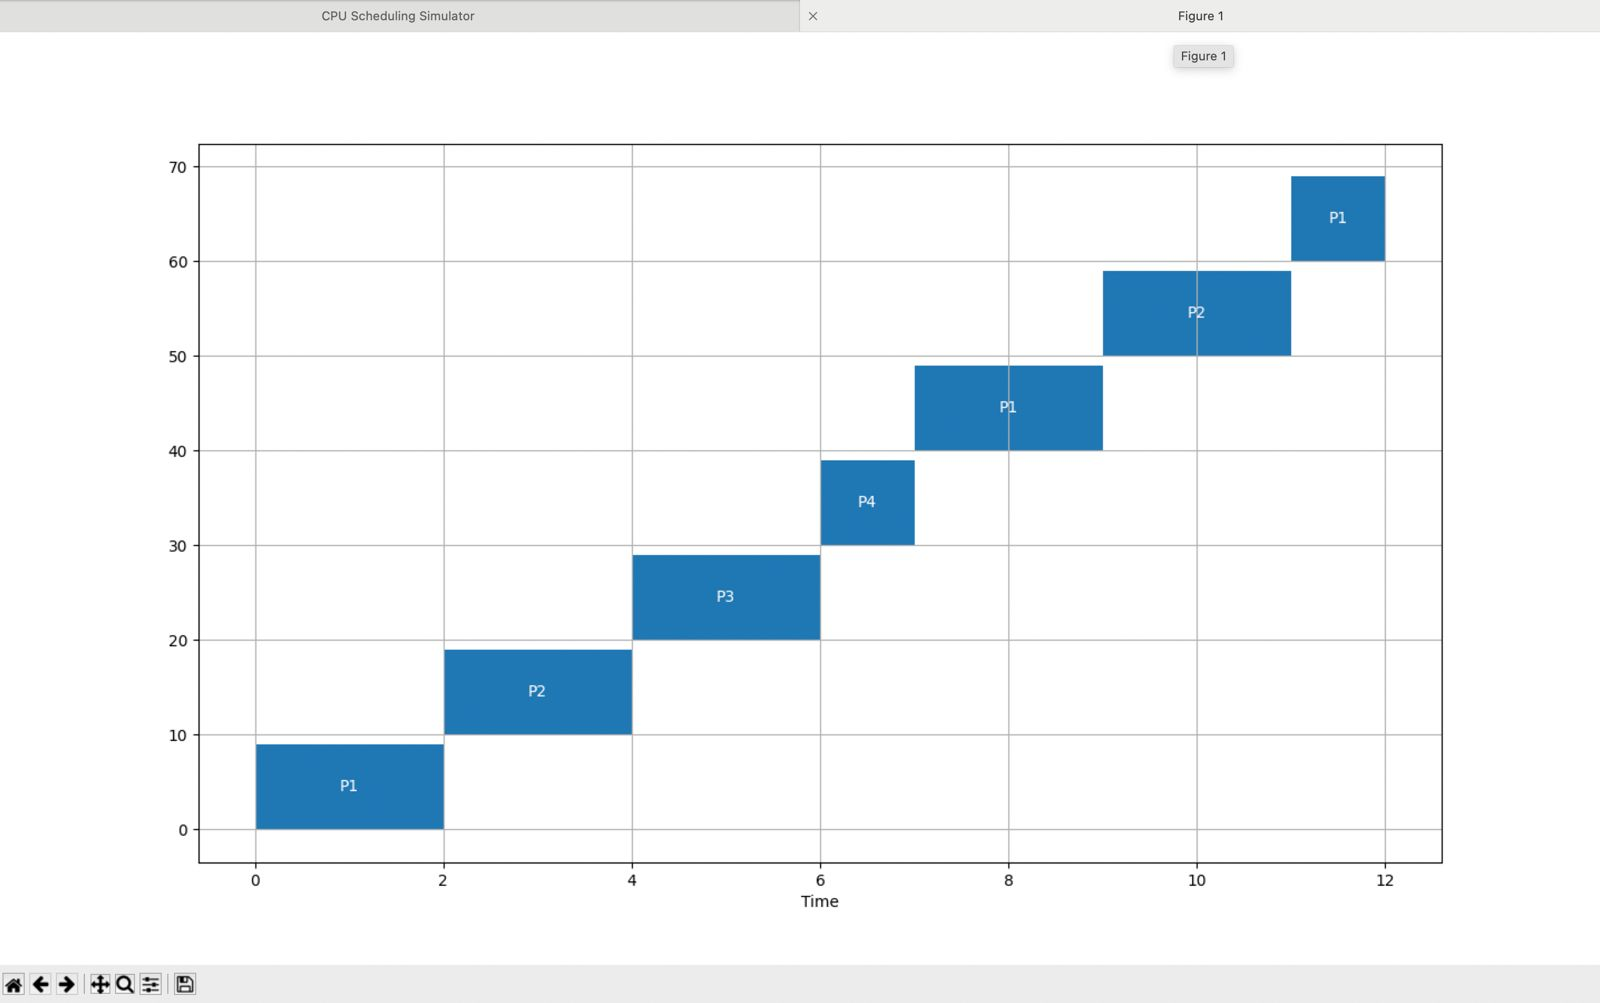 CPU Scheduling Simulator
Figure 1
Figure 1
70
P1
60
P2
50
P1
40
P4
30
P3
20
P2
10
P1
0
0 2 4 6 8 10 12
Time